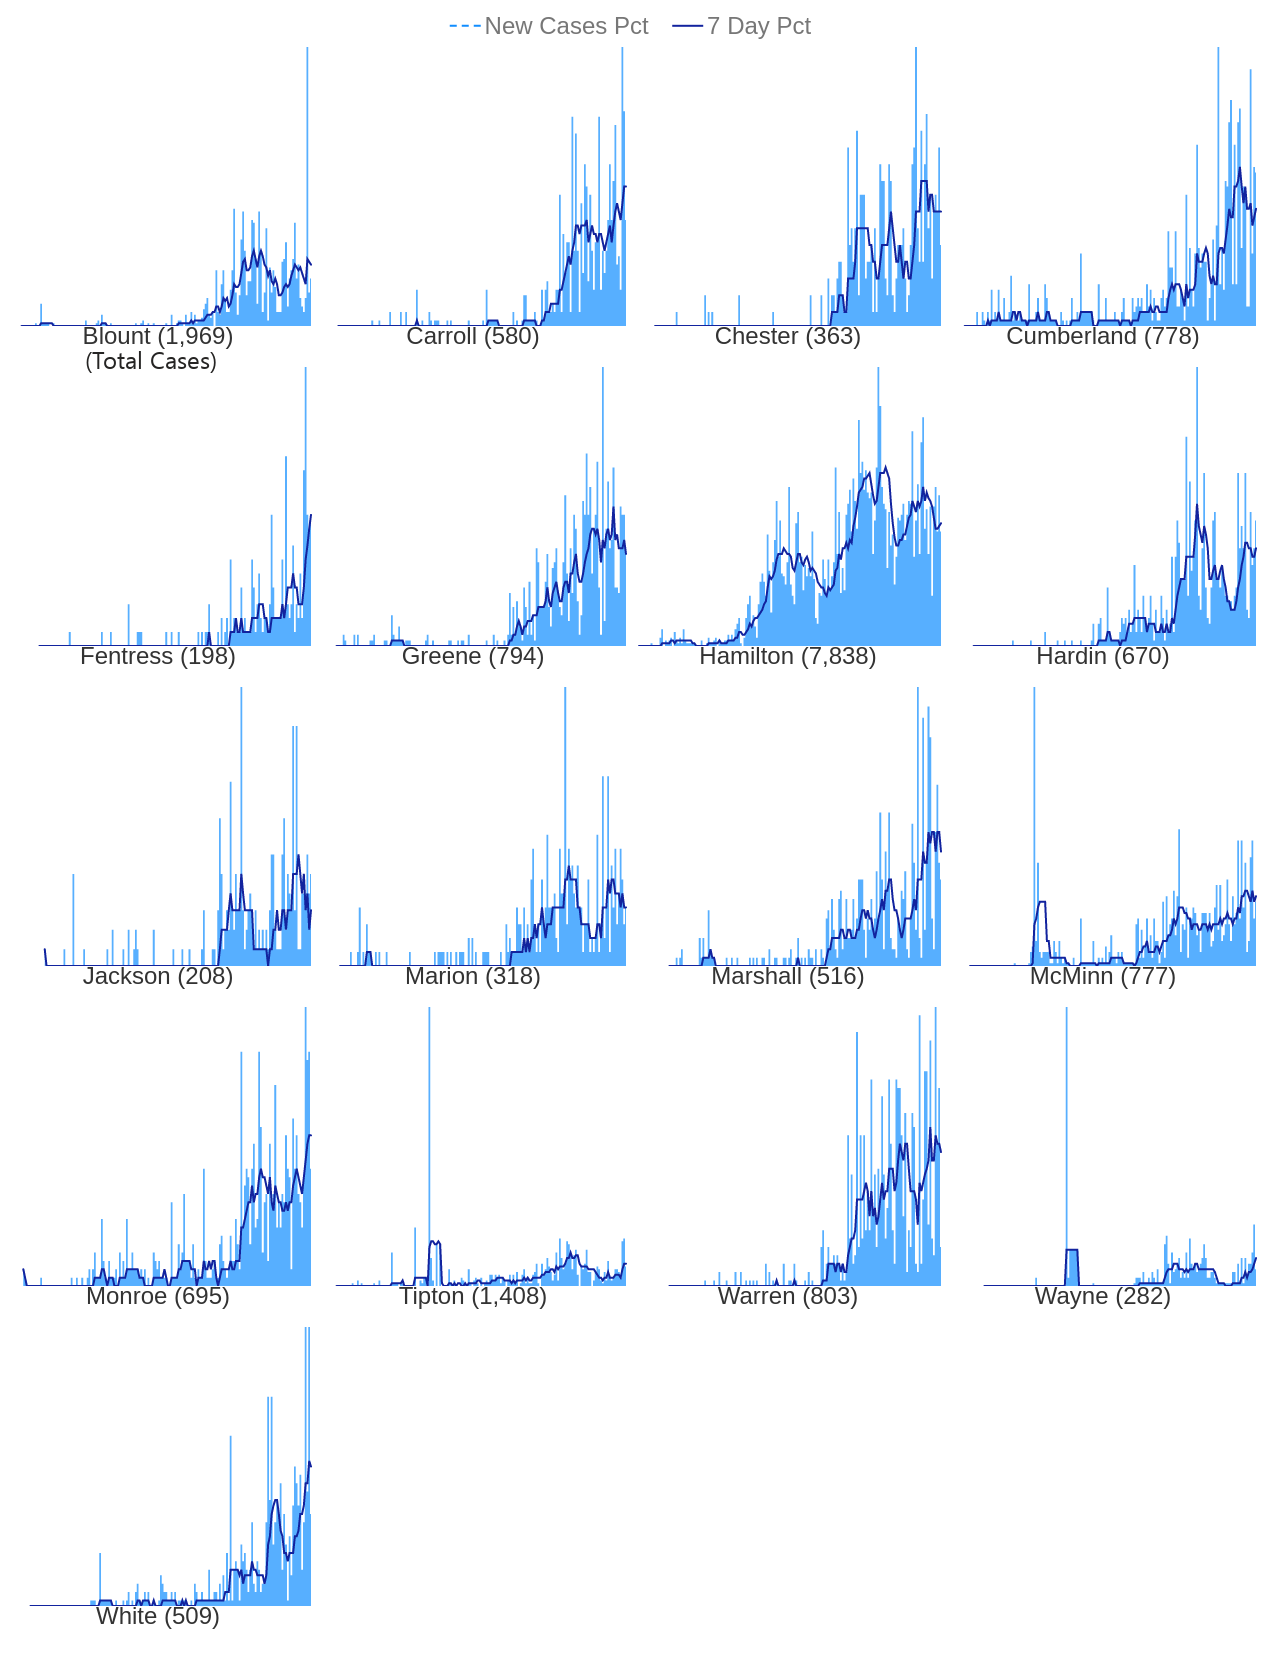 New Cases Pct 7 Day Pct
Blount (1,969) Carroll (580) Chester (363) Cumberland (778)
(Total Cases)
Fentress (198) Greene (794) Hamilton (7,838) Hardin (670)
Jackson (208) Marion (318) Marshall (516) McMinn (777)
Monroe (695) Tipton (1,408) Warren (803) Wayne (282)
White (509)